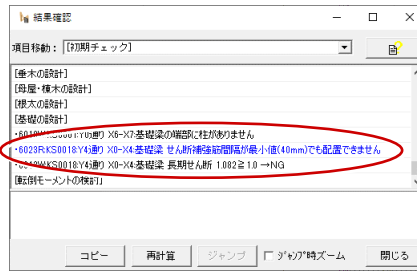 結果確認
項目移動： [初期チェック]
[垂木の設計]
[母屋・棟木の設計]
[根太の設計]
[基礎の設計]
X6-X7:基礎梁の端部に柱がありません
･6023R:KS0018:Y4通り X0-X4:基礎梁 せん断補強筋間隔が最小値(40mm)でも配置できません
KS0018:Y4通り X0-X4:基礎梁 長期せん断 1.082≧1.0 →NG
[転倒モーメントの検討]
コピー 再計算 ジャンプ ジャンプ時ズーム 閉じる